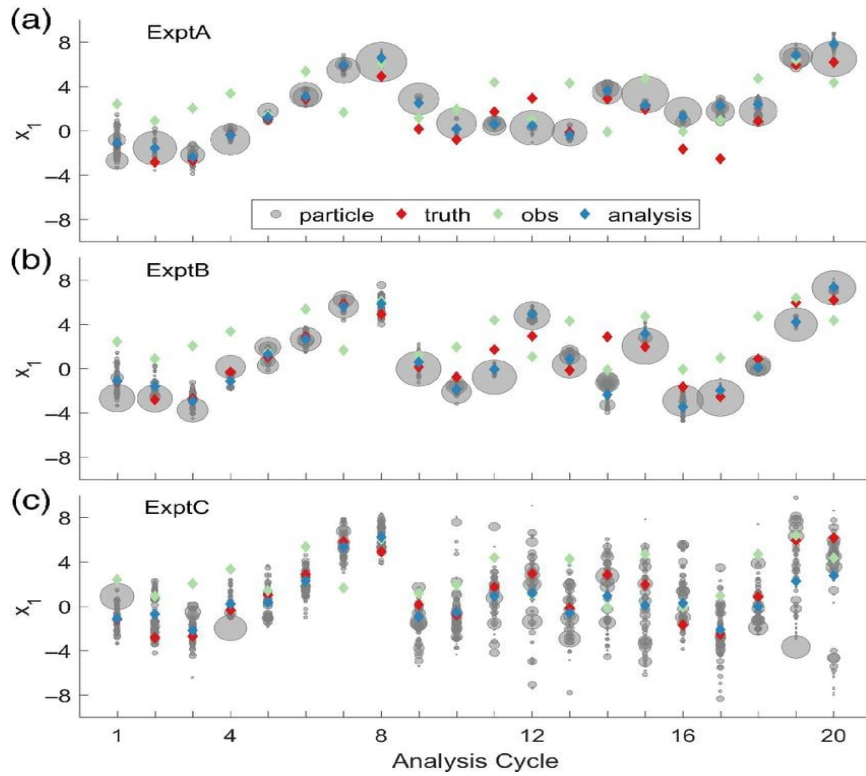 (a) ExptA
8
4
0
−4
−8
x1
particle truth obs analysis
(b) ExptB
8
4
0
−4
−8
x1
(c) ExptC
8
4
0
−4
−8
x1
1 4 8 12 16 20
Analysis Cycle